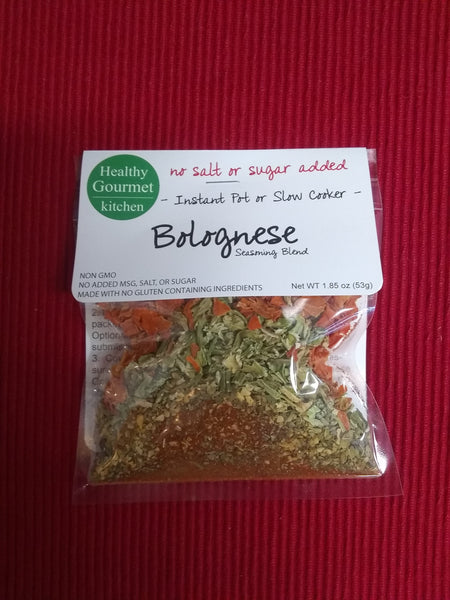 Healthy
Gourmet
kitchen
no salt or sugar added
- Instant Pot or Slow Cooker -
Bolognese
Seasoning Blend
NON GMO
NO ADDED MSG, SALT, OR SUGAR
MADE WITH NO GLUTEN CONTAINING INGREDIENTS
Net WT 1.85 oz (53g)